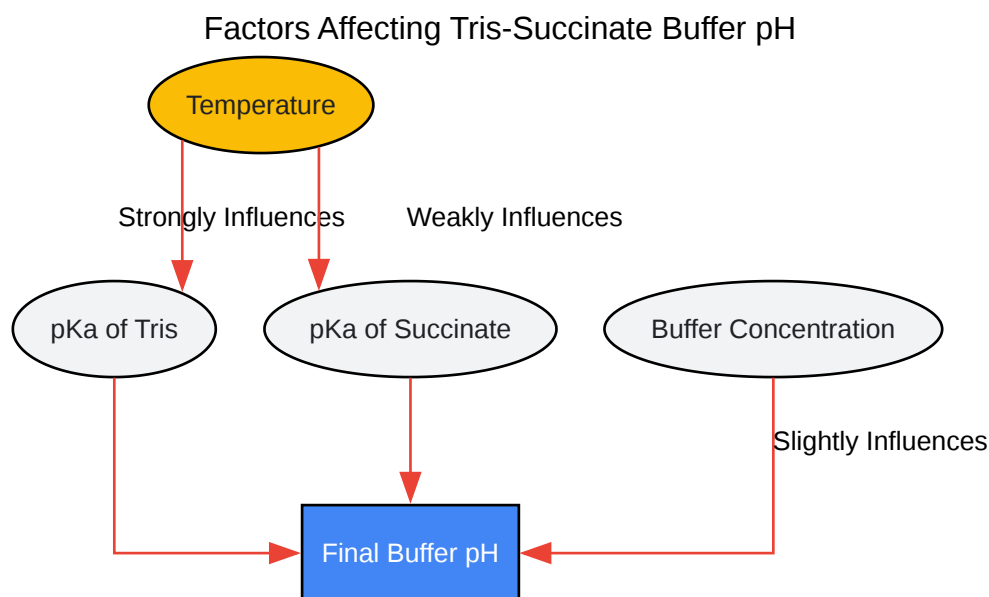 Factors Affecting Tris-Succinate Buffer pH
Temperature
Strongly Influences
Weakly Influences
pKa of Tris
pKa of Succinate
Buffer Concentration
Slightly Influences
Final Buffer pH